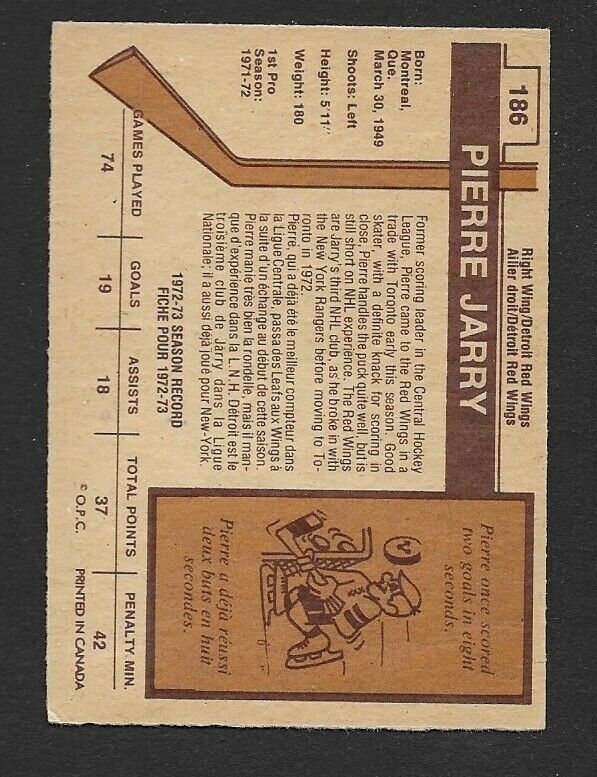 186
PIERRE JARRY
Right Wing/Detroit Red Wings
Ailier droit/Détroit Red Wings
Born:
Montreal,
Que.
March 30, 1949
Shoots: Left
Height: 5'11"
Weight: 180
1st Pro
Season:
1971-72
Former scoring leader in the Central Hockey
League, Pierre came to the Red Wings in a
trade with Toronto early this season. Good
skater with a definite knack for scoring in
close, Pierre handles the puck quite well, but is
still short on NHL experience. The Red Wings
are Jarry's third NHL club, as he broke in with
the New York Rangers before moving to To-
ronto in 1972.
Pierre, qui a déjà été le meilleur compteur dans
la Ligue Centrale, passa des Leafs aux Wings à
la suite d'un échange au début de cette saison.
Pierre manie très bien la rondelle, mais il man-
que d'expérience dans la L.N.H. Détroit est le
troisième club de Jarry dans la Ligue
Nationale; il a aussi déjà joué pour New-York.
Pierre once scored
two goals in eight
seconds.
Pierre a déjà réussi
deux buts en huit
secondes.
1972-73 SEASON RECORD
FICHE POUR 1972-73
GAMES PLAYED GOALS ASSISTS TOTAL POINTS PENALTY MIN.
74 19 18 37 42
© O.P.C. PRINTED IN CANADA